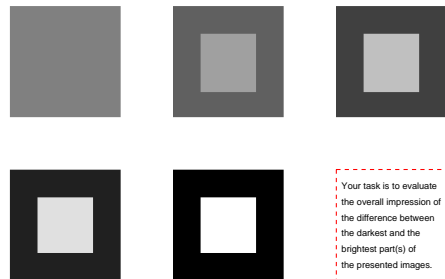 Your task is to evaluate
the overall impression of
the difference between
the darkest and the
brightest part(s) of
the presented images.